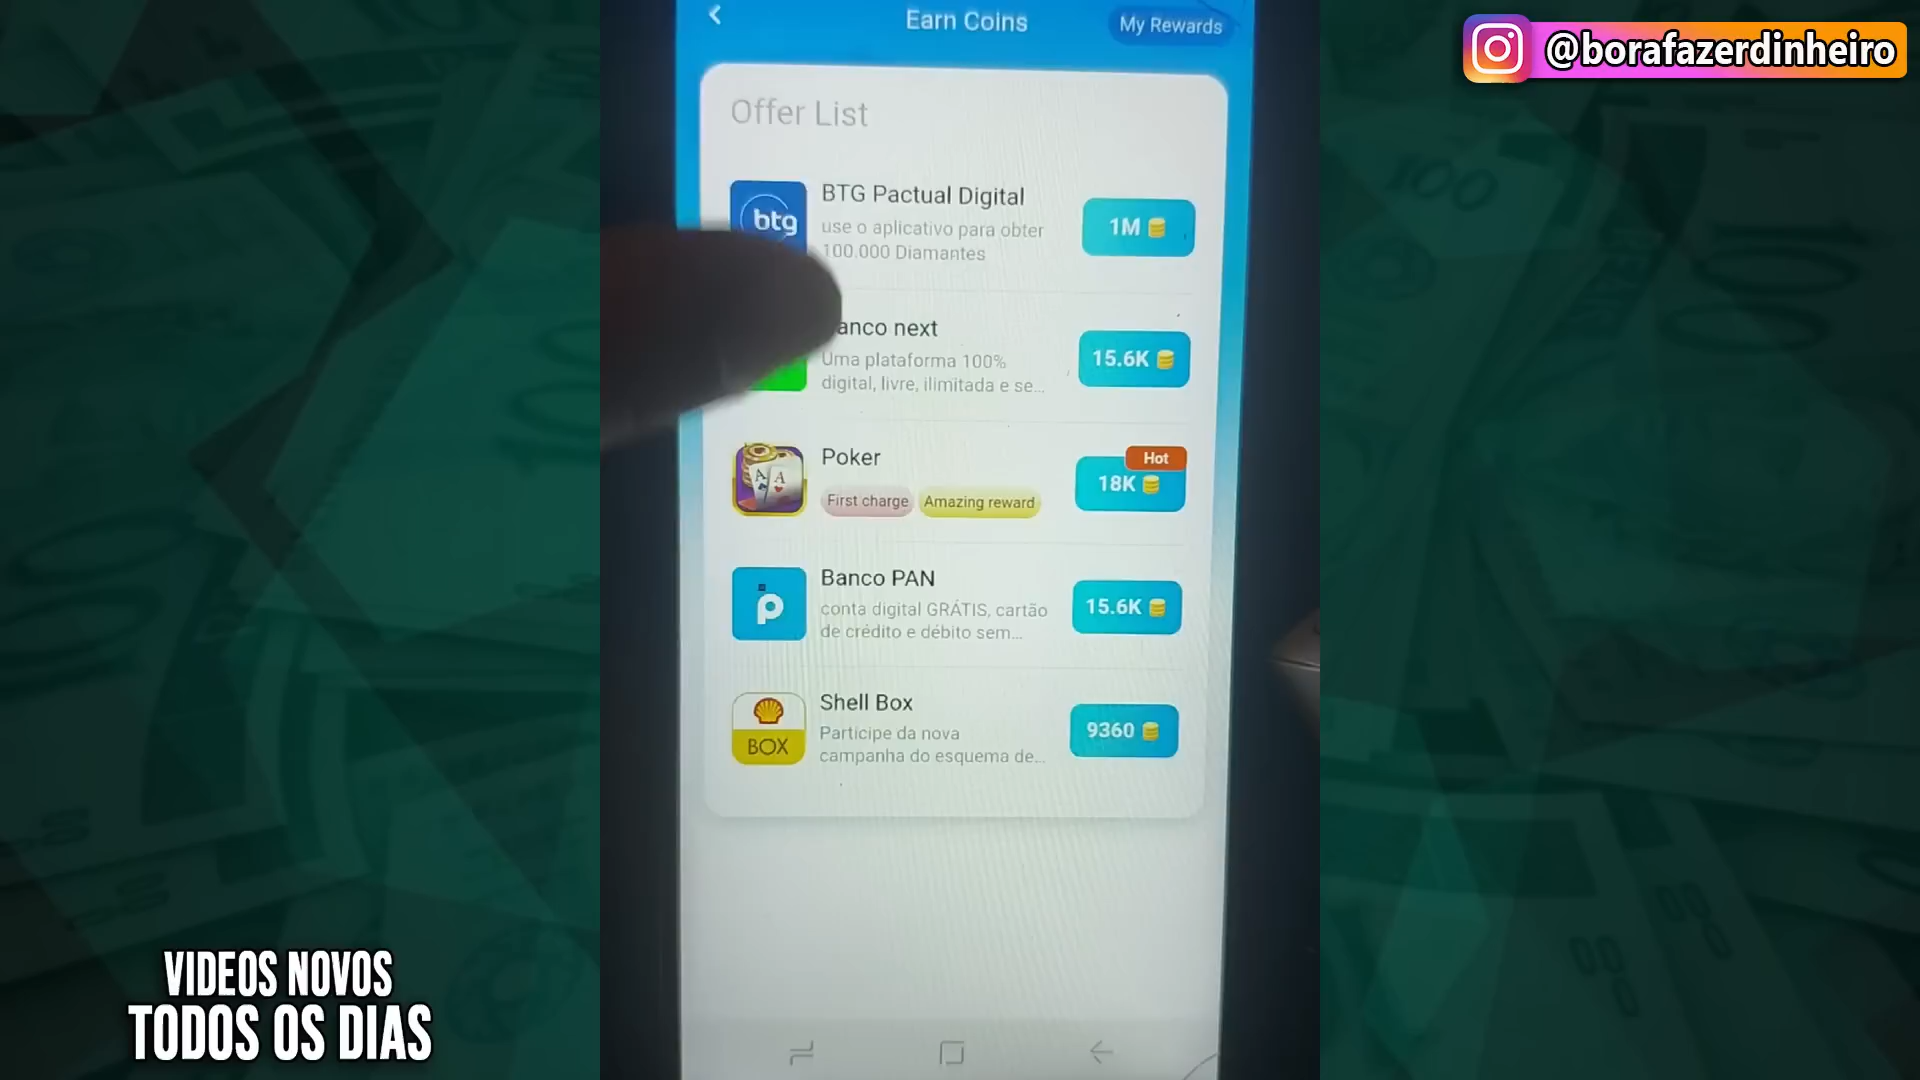 Earn Coins
My Rewards
@borafazerdinheiro
Offer List
btg
BTG Pactual Digital
use o aplicativo para obter
100.000 Diamantes
1M
anco next
Uma plataforma 100%
digital, livre, ilimitada e se...
15.6K
Poker
First charge
Amazing reward
Hot
18K
Banco PAN
conta digital GRÁTIS, cartão
de crédito e débito sem...
15.6K
Shell Box
BOX
Participe da nova
campanha do esquema de...
9360
VIDEOS NOVOS
TODOS OS DIAS
100